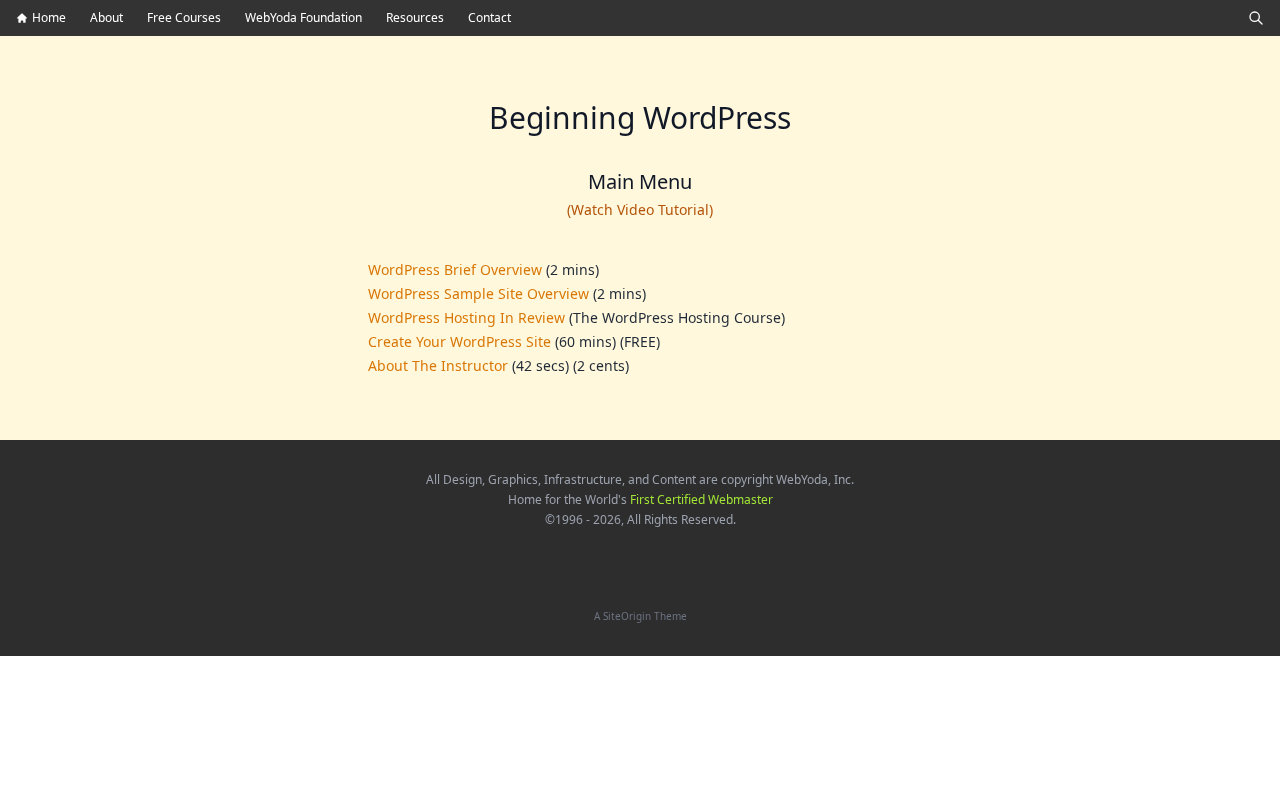 Home About Free Courses WebYoda Foundation Resources Contact
Beginning WordPress
Main Menu
(Watch Video Tutorial)
WordPress Brief Overview (2 mins)
WordPress Sample Site Overview (2 mins)
WordPress Hosting In Review (The WordPress Hosting Course)
Create Your WordPress Site (60 mins) (FREE)
About The Instructor (42 secs) (2 cents)
All Design, Graphics, Infrastructure, and Content are copyright WebYoda, Inc.
Home for the World's First Certified Webmaster
©1996 - 2026, All Rights Reserved.
A SiteOrigin Theme